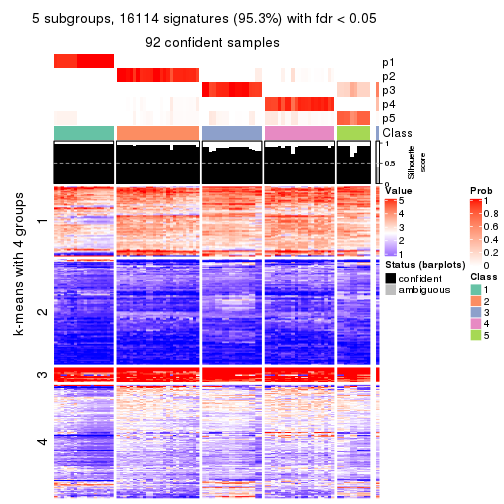 5 subgroups, 16114 signatures (95.3%) with fdr < 0.05
92 confident samples
p1
p2
p3
p4
p5
Class
1
0.5
0
Silhouette
score
k-means with 4 groups
1
2
3
4
Value
5
4
3
2
1
Status (barplots)
confident
ambiguous
Prob
1
0.8
0.6
0.4
0.2
0
Class
1
2
3
4
5